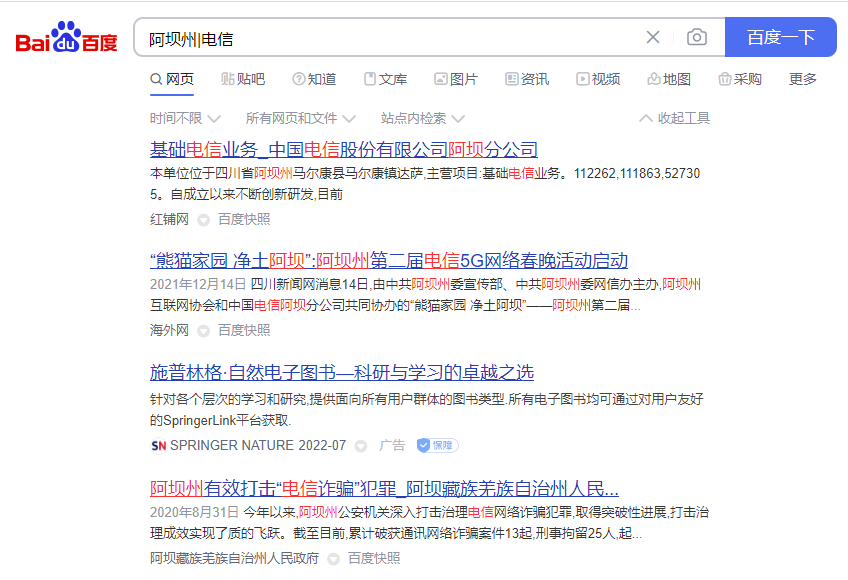 Bai du 百度
阿坝州|电信
百度一下
网页 贴吧 知道 文库 图片 资讯 视频 地图 采购 更多
时间不限 所有网页和文件 站点内检索 收起工具
基础电信业务_中国电信股份有限公司阿坝分公司
本单位位于四川省阿坝州马尔康县马尔康镇达萨,主营项目:基础电信业务。112262,111863,52730
5。自成立以来不断创新研发,目前
红铺网 百度快照
“熊猫家园 净土阿坝”:阿坝州第二届电信5G网络春晚活动启动
2021年12月14日 四川新闻网消息14日,由中共阿坝州委宣传部、中共阿坝州委网信办主办,阿坝州
互联网协会和中国电信阿坝分公司共同协办的“熊猫家园 净土阿坝”——阿坝州第二届...
海外网 百度快照
施普林格·自然电子图书—科研与学习的卓越之选
针对各个层次的学习和研究,提供面向所有用户群体的图书类型.所有电子图书均可通过对用户友好
的SpringerLink平台获取.
SN SPRINGER NATURE 2022-07 广告 保障
阿坝州有效打击“电信诈骗”犯罪_阿坝藏族羌族自治州人民...
2020年8月31日 今年以来,阿坝州公安机关深入打击治理电信网络诈骗犯罪,取得突破性进展,打击治
理成效实现了质的飞跃。截至目前,累计破获通讯网络诈骗案件13起,刑事拘留25人,起...
阿坝藏族羌族自治州人民政府 百度快照